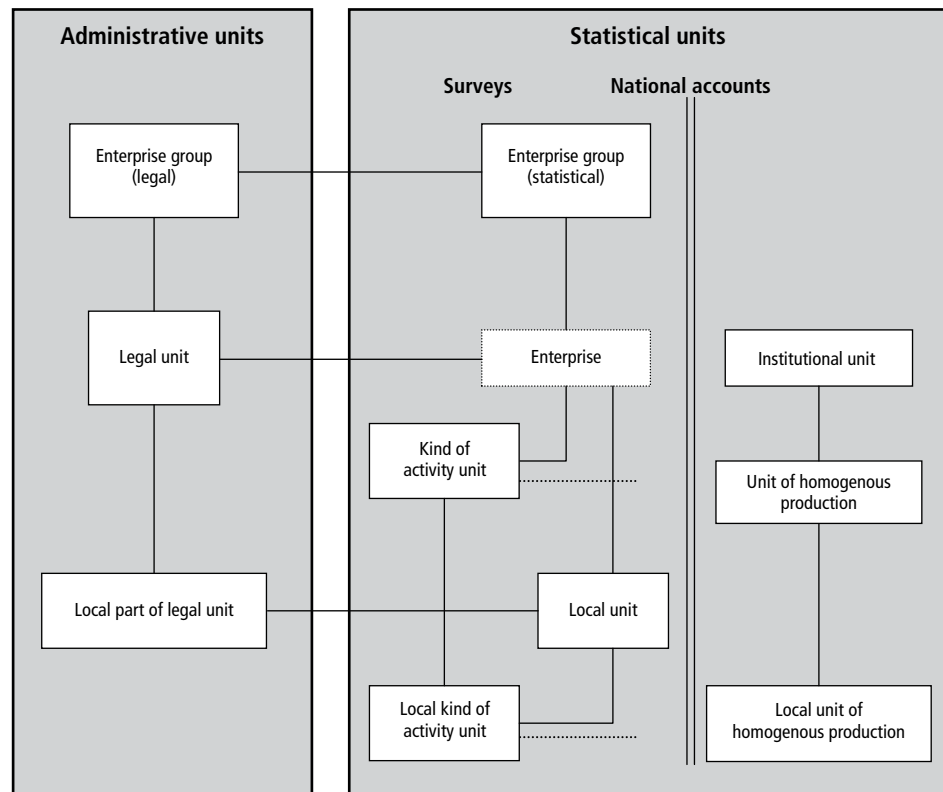 Administrative units
Statistical units
Surveys
National accounts
Enterprise group
(legal)
Enterprise group
(statistical)
Legal unit
Enterprise
Institutional unit
Kind of
activity unit
Unit of homogenous
production
Local part of legal unit
Local unit
Local kind of
activity unit
Local unit of
homogenous production